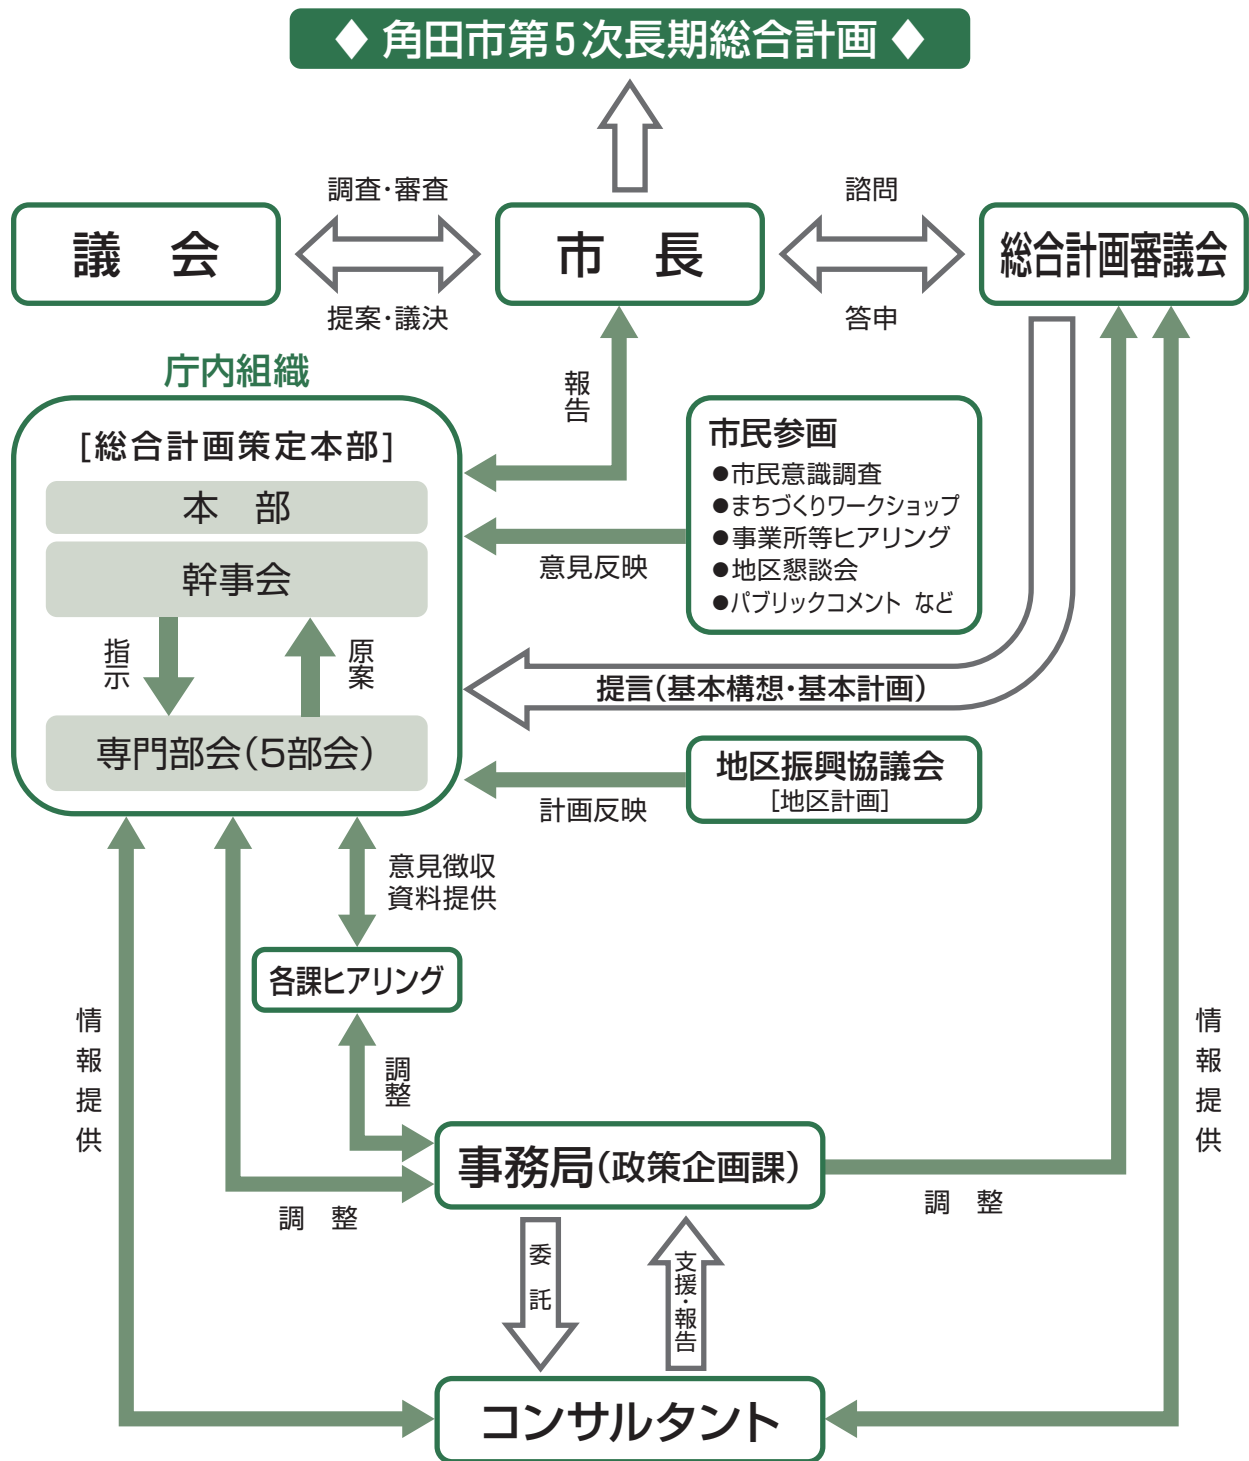 ◆ 角田市第5次長期総合計画 ◆
調査・審査
諮問
議　会
市　長
総合計画審議会
提案・議決
答申
庁内組織
報告
[総合計画策定本部]
本　部
幹事会
指示
原案
専門部会(5部会)
市民参画
●市民意識調査
●まちづくりワークショップ
●事業所等ヒアリング
●地区懇談会
●パブリックコメント など
意見反映
提言(基本構想・基本計画)
地区振興協議会
[地区計画]
計画反映
意見徴収
資料提供
各課ヒアリング
情報提供
情報提供
調整
事務局(政策企画課)
調　整
調　整
委託
支援・報告
コンサルタント